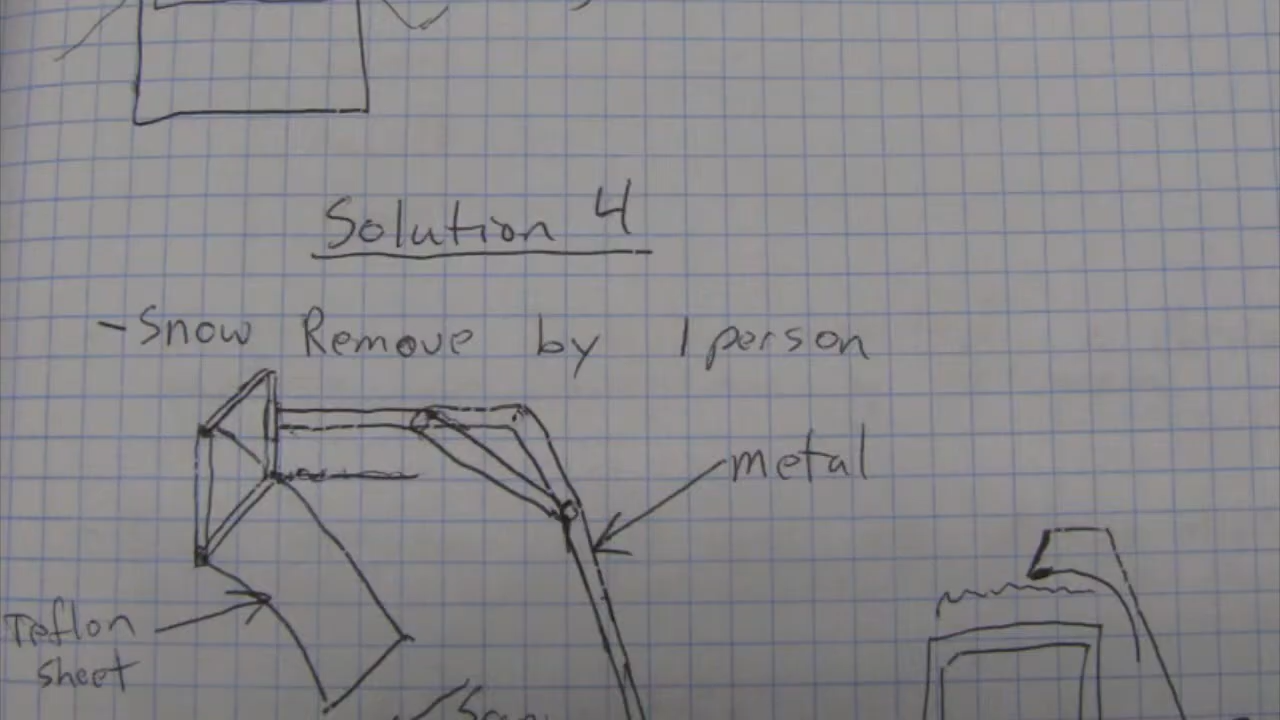 Solution 4
- Snow Remove by 1 person
metal
Teflon
sheet